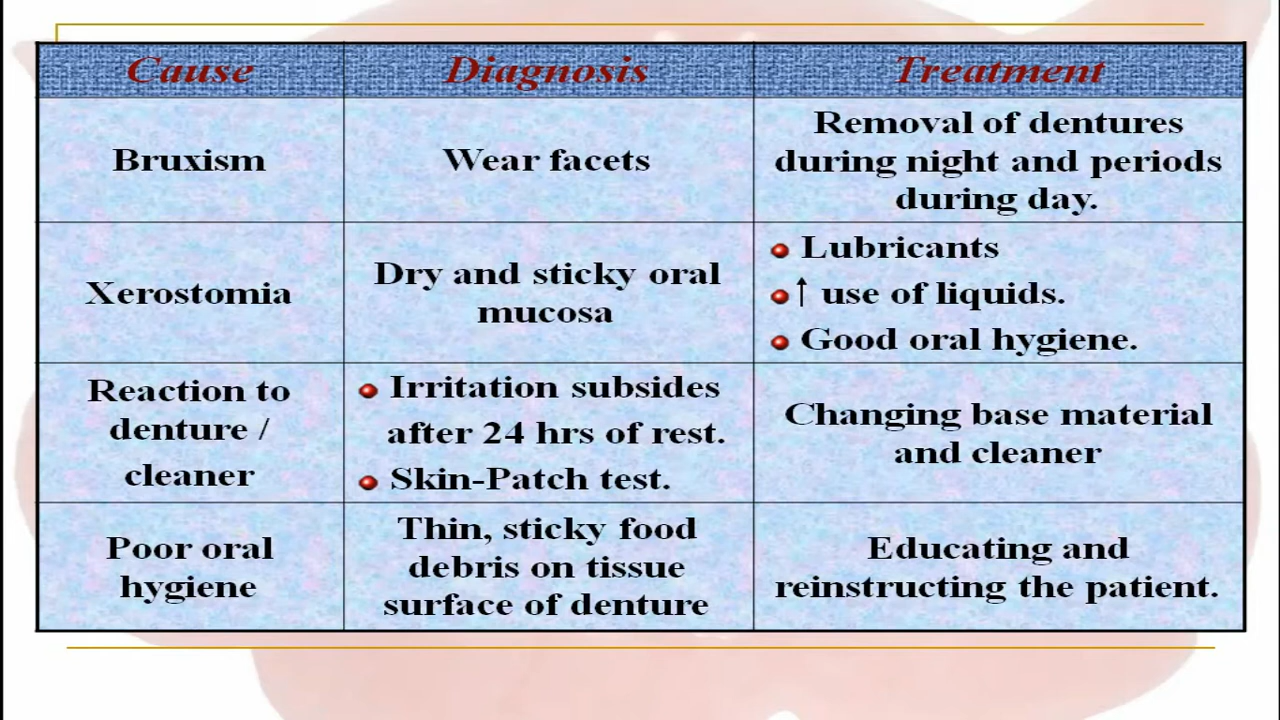 Cause
Diagnosis
Treatment
Bruxism
Wear facets
Removal of dentures
during night and periods
during day.
Xerostomia
Dry and sticky oral
mucosa
Lubricants
↑ use of liquids.
Good oral hygiene.
Reaction to
denture /
cleaner
Irritation subsides
after 24 hrs of rest.
Skin-Patch test.
Changing base material
and cleaner
Poor oral
hygiene
Thin, sticky food
debris on tissue
surface of denture
Educating and
reinstructing the patient.